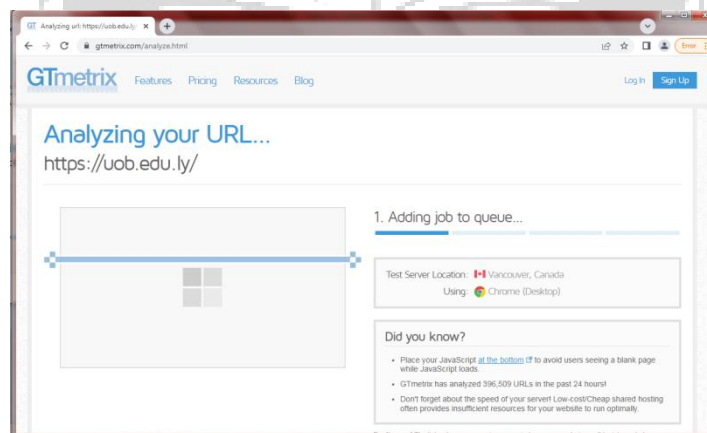 GT Analyzing url: https://uob.edu.ly/
gtmetrix.com/analyze.html
Error
GTmetrix Features Pricing Resources Blog Log In Sign Up
Analyzing your URL...
https://uob.edu.ly/
1. Adding job to queue...
Test Server Location: Vancouver, Canada
Using: Chrome (Desktop)
Did you know?
• Place your JavaScript at the bottom to avoid users seeing a blank page
while JavaScript loads.
• GTmetrix has analyzed 396,509 URLs in the past 24 hours!
• Don't forget about the speed of your server! Low-cost/Cheap shared hosting
often provides insufficient resources for your website to run optimally.